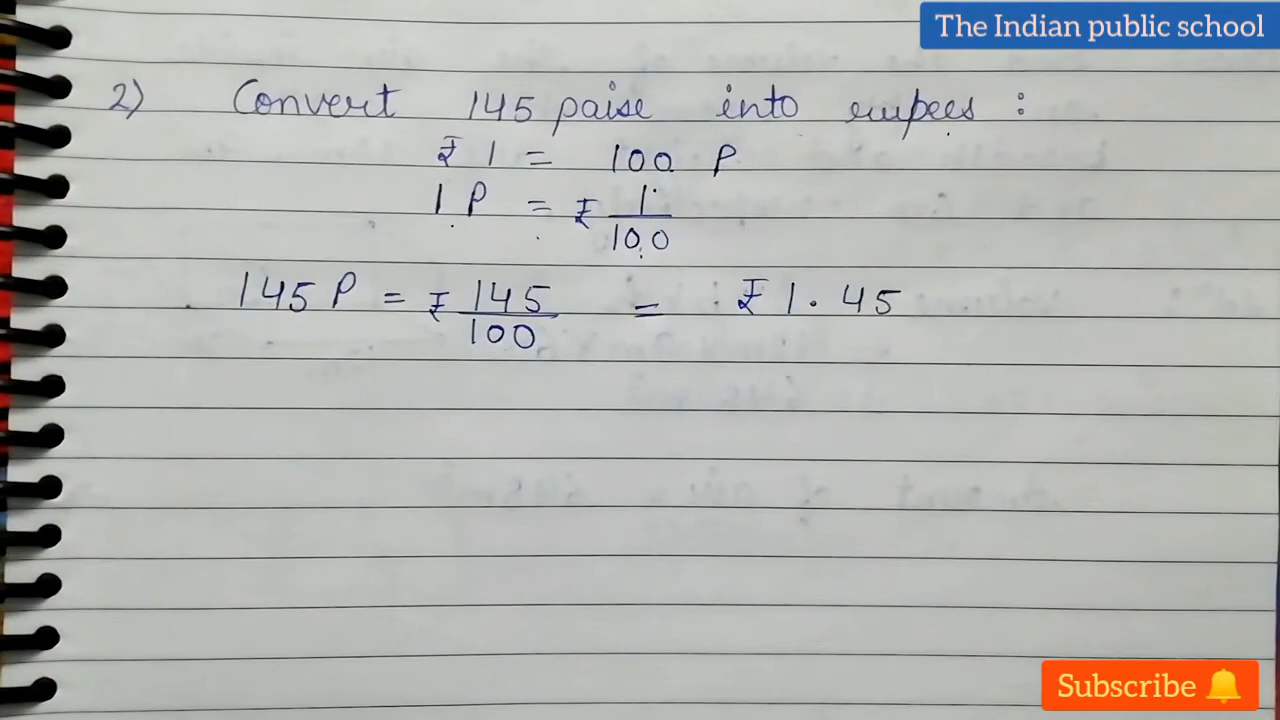 The Indian public school
2) Convert 145 paise into rupees :
₹ 1 = 100 P
1 P = ₹ 1/100
145 P = ₹ 145/100 = ₹ 1.45
Subscribe